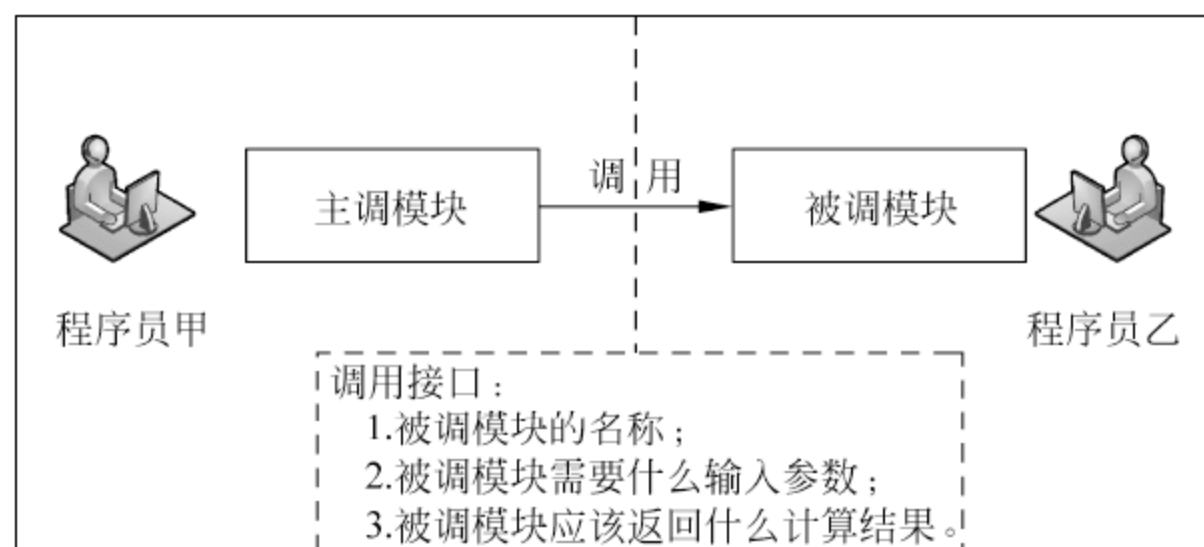 调用
主调模块
被调模块
程序员甲
程序员乙
调用接口：
1.被调模块的名称；
2.被调模块需要什么输入参数；
3.被调模块应该返回什么计算结果。